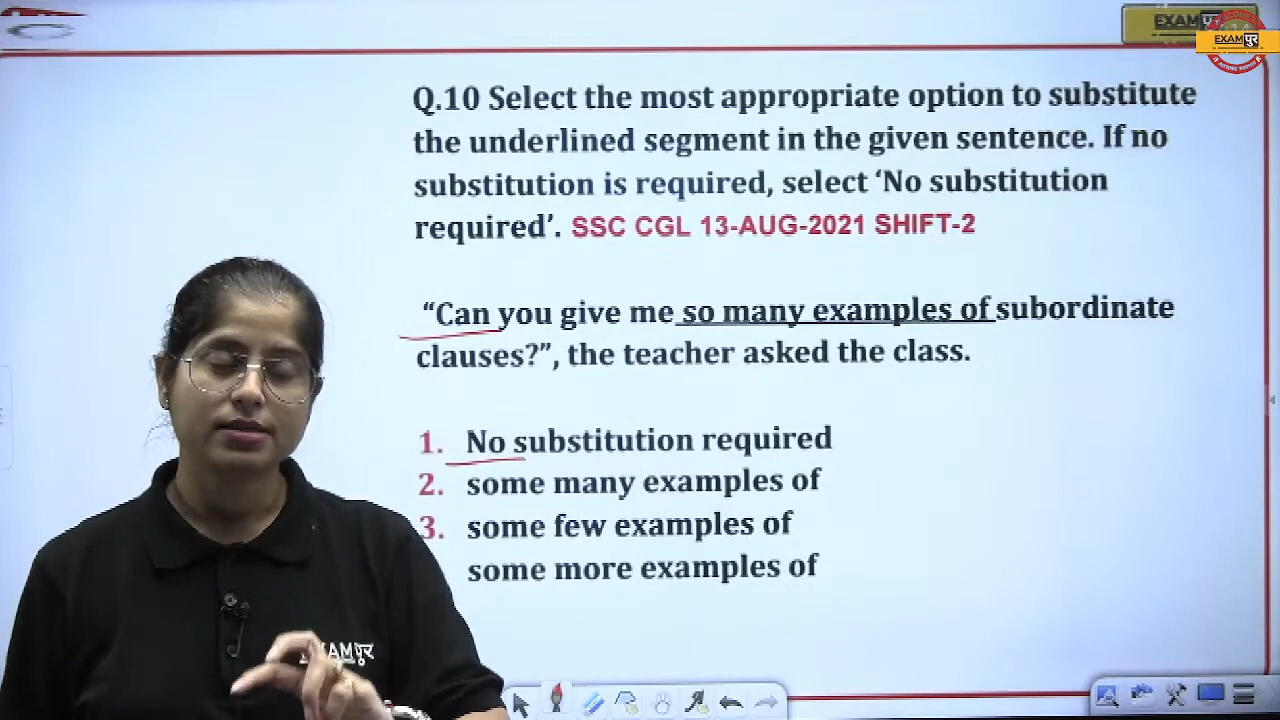 EXAMपुर
Q.10 Select the most appropriate option to substitute
the underlined segment in the given sentence. If no
substitution is required, select ‘No substitution
required’. SSC CGL 13-AUG-2021 SHIFT-2
“Can you give me so many examples of subordinate
clauses?”, the teacher asked the class.
1. No substitution required
2. some many examples of
3. some few examples of
some more examples of
EXAMपुर